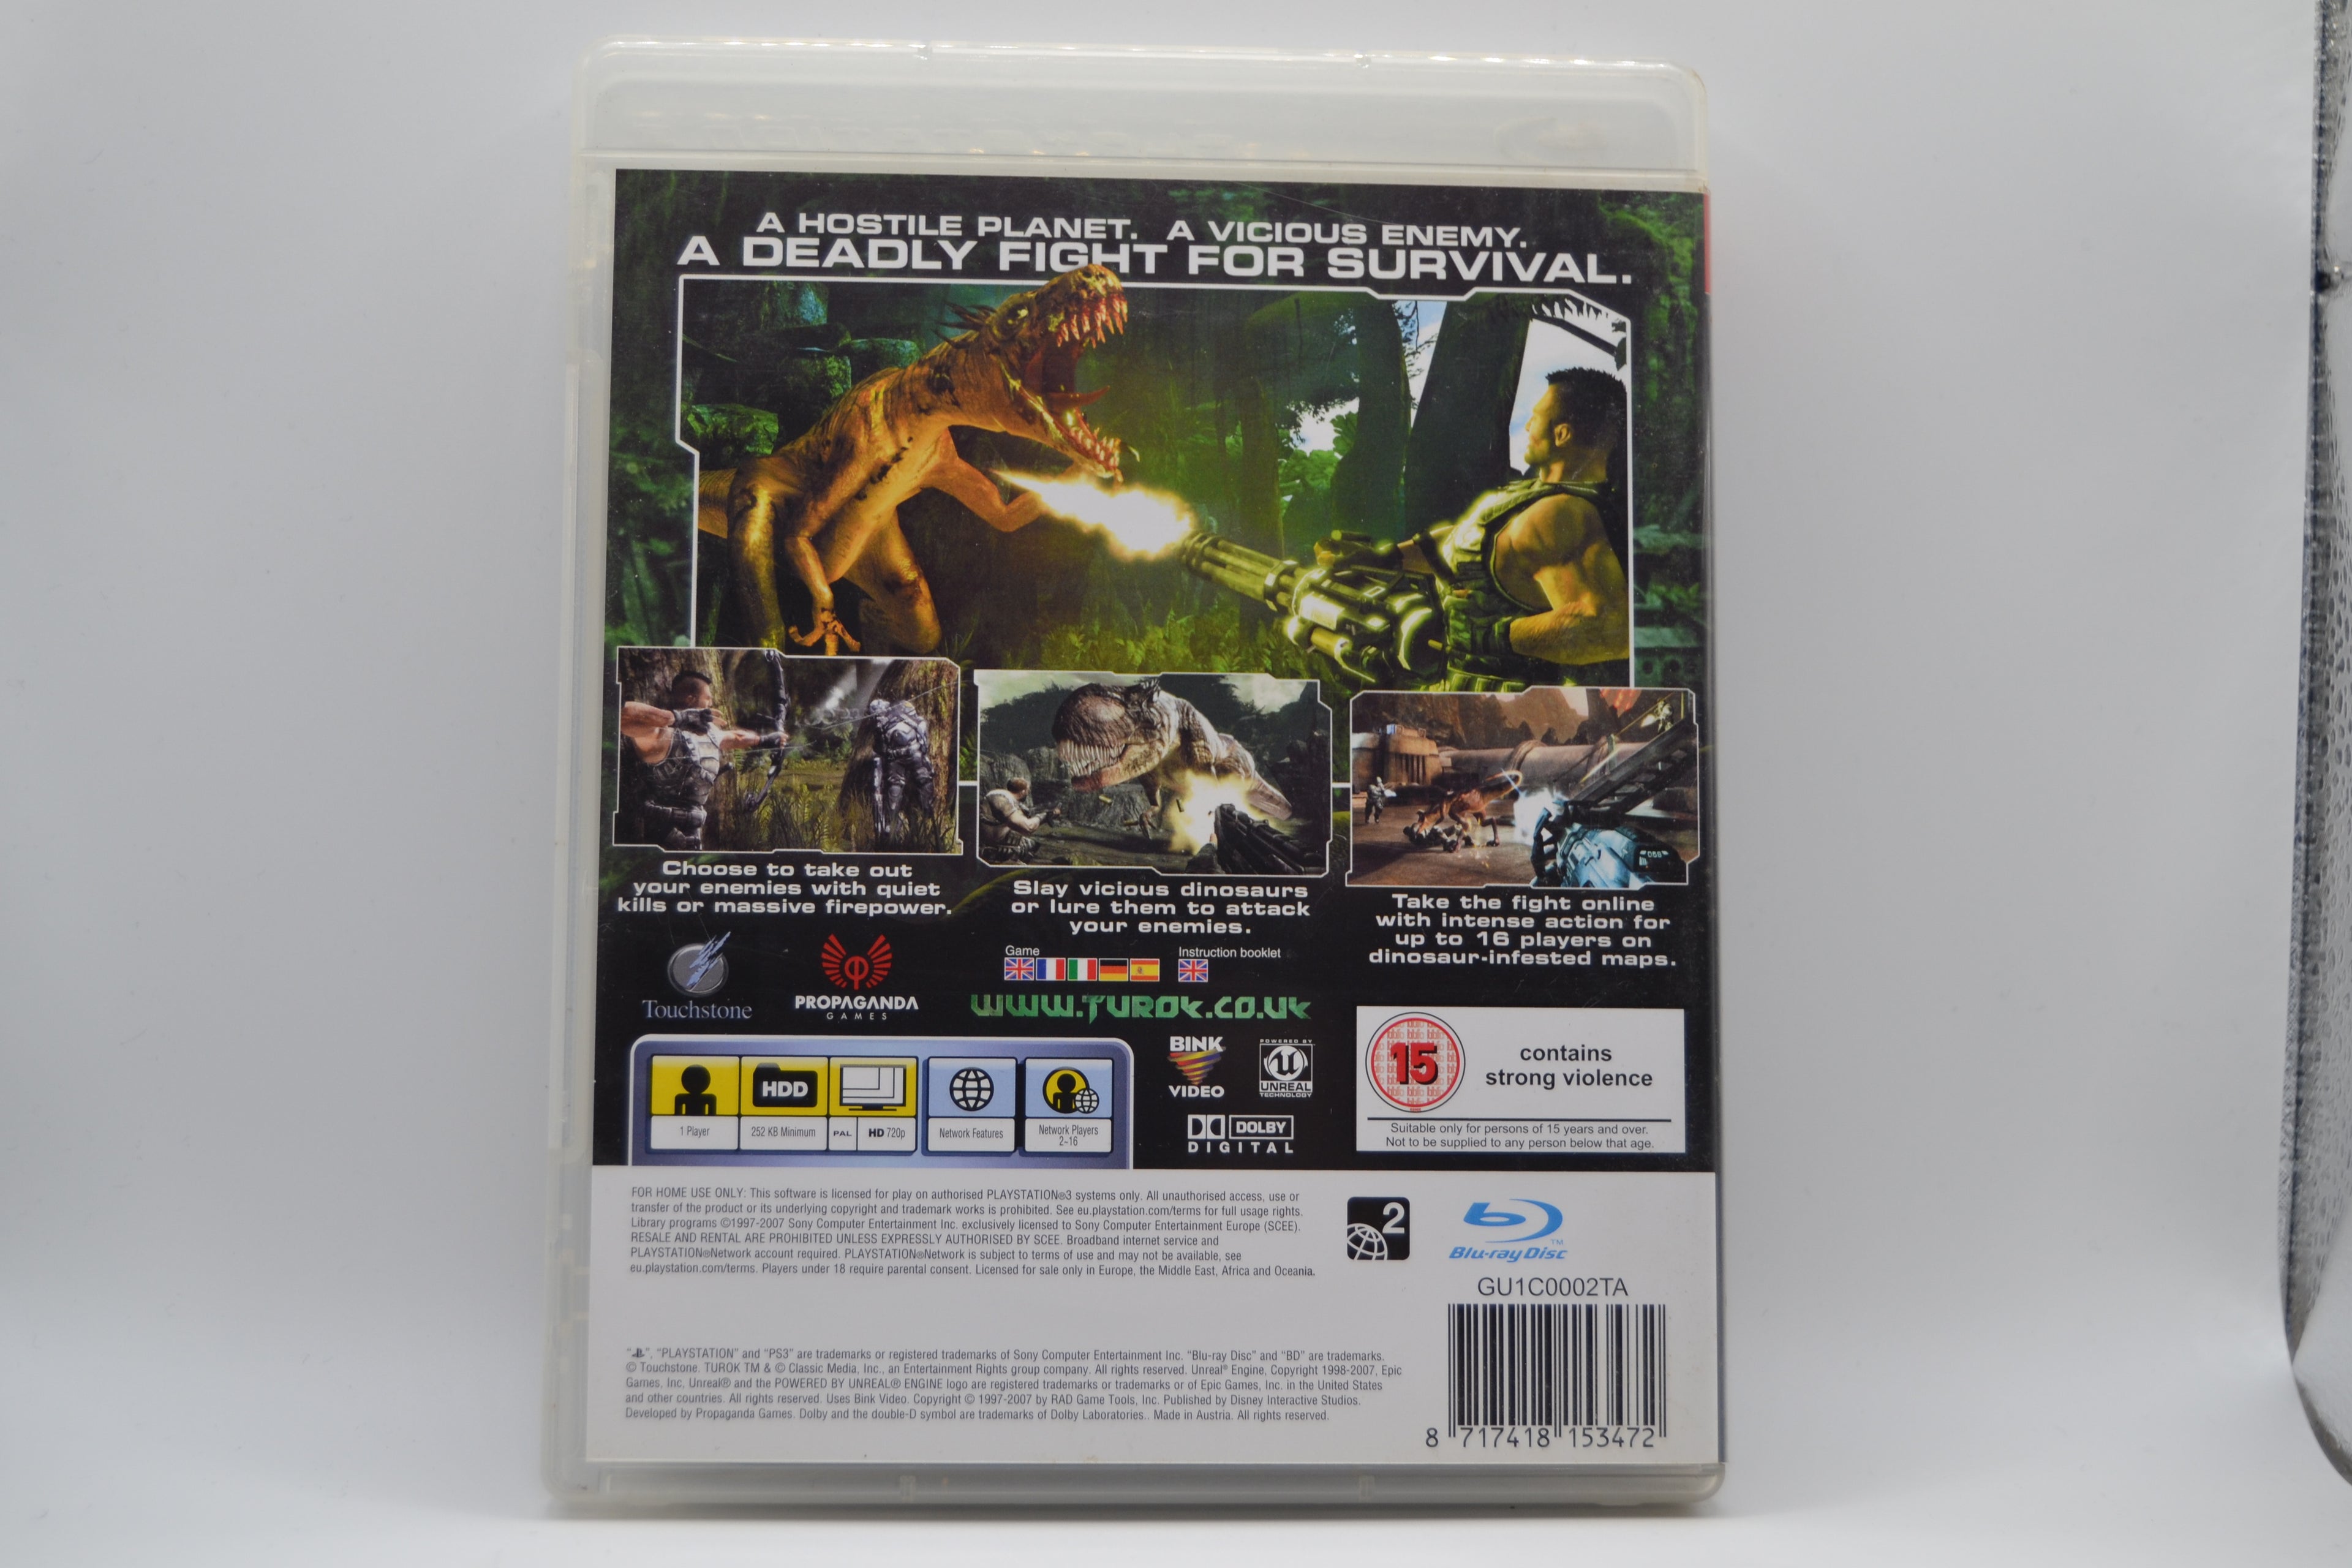 A HOSTILE PLANET. A VICIOUS ENEMY.
A DEADLY FIGHT FOR SURVIVAL.
Choose to take out
your enemies with quiet
kills or massive firepower.
Slay vicious dinosaurs
or lure them to attack
your enemies.
Take the fight online
with intense action for
up to 16 players on
dinosaur-infested maps.
Touchstone
PROPAGANDA
GAMES
Game
Instruction booklet
WWW.TUROK.CO.UK
1 Player
HDD
252 KB Minimum
PAL
HD 720p
Network Features
Network Players
2-16
BINK
VIDEO
POWERED BY
UNREAL
TECHNOLOGY
DOLBY
DIGITAL
15
contains
strong violence
Suitable only for persons of 15 years and over.
Not to be supplied to any person below that age.
FOR HOME USE ONLY: This software is licensed for play on authorised PLAYSTATION®3 systems only. All unauthorised access, use or
transfer of the product or its underlying copyright and trademark works is prohibited. See eu.playstation.com/terms for full usage rights.
Library programs ©1997-2007 Sony Computer Entertainment Inc. exclusively licensed to Sony Computer Entertainment Europe (SCEE).
RESALE AND RENTAL ARE PROHIBITED UNLESS EXPRESSLY AUTHORISED BY SCEE. Broadband internet service and
PLAYSTATION®Network account required. PLAYSTATION®Network is subject to terms of use and may not be available, see
eu.playstation.com/terms. Players under 18 require parental consent. Licensed for sale only in Europe, the Middle East, Africa and Oceania.
2
Blu-ray Disc
TM
GU1C0002TA
"PLAYSTATION" and "PS3" are trademarks or registered trademarks of Sony Computer Entertainment Inc. "Blu-ray Disc" and "BD" are trademarks.
© Touchstone. TUROK TM & © Classic Media, Inc., an Entertainment Rights group company. All rights reserved. Unreal® Engine, Copyright 1998-2007, Epic
Games, Inc. Unreal® and the POWERED BY UNREAL® ENGINE logo are registered trademarks or trademarks or of Epic Games, Inc. in the United States
and other countries. All rights reserved. Uses Bink Video. Copyright © 1997-2007 by RAD Game Tools, Inc. Published by Disney Interactive Studios.
Developed by Propaganda Games. Dolby and the double-D symbol are trademarks of Dolby Laboratories.. Made in Austria. All rights reserved.
8 717418 153472